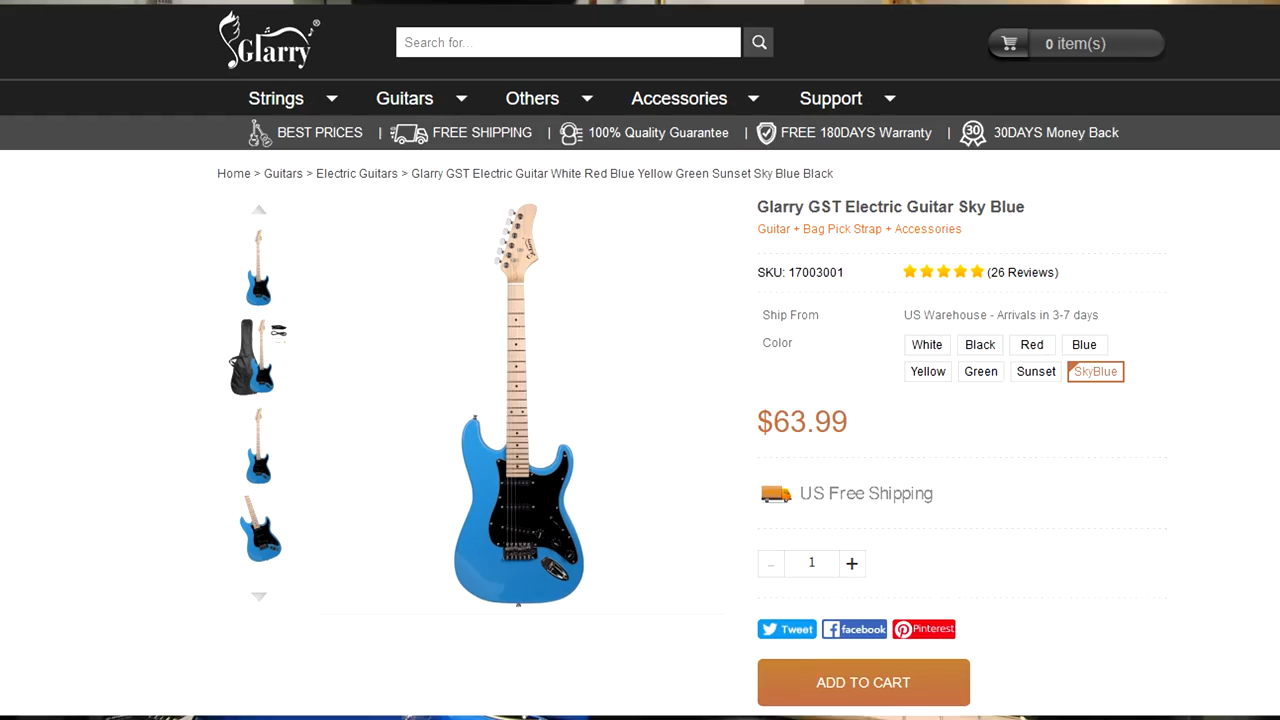 Glarry®
Search for...
0 item(s)
Strings Guitars Others Accessories Support
BEST PRICES | FREE SHIPPING | 100% Quality Guarantee | FREE 180DAYS Warranty | 30 30DAYS Money Back
Home > Guitars > Electric Guitars > Glarry GST Electric Guitar White Red Blue Yellow Green Sunset Sky Blue Black
Glarry GST Electric Guitar Sky Blue
Guitar + Bag Pick Strap + Accessories
SKU: 17003001 (26 Reviews)
Ship From US Warehouse - Arrivals in 3-7 days
Color White Black Red Blue
Yellow Green Sunset SkyBlue
$63.99
US Free Shipping
- 1 +
Tweet facebook Pinterest
ADD TO CART
Glarry